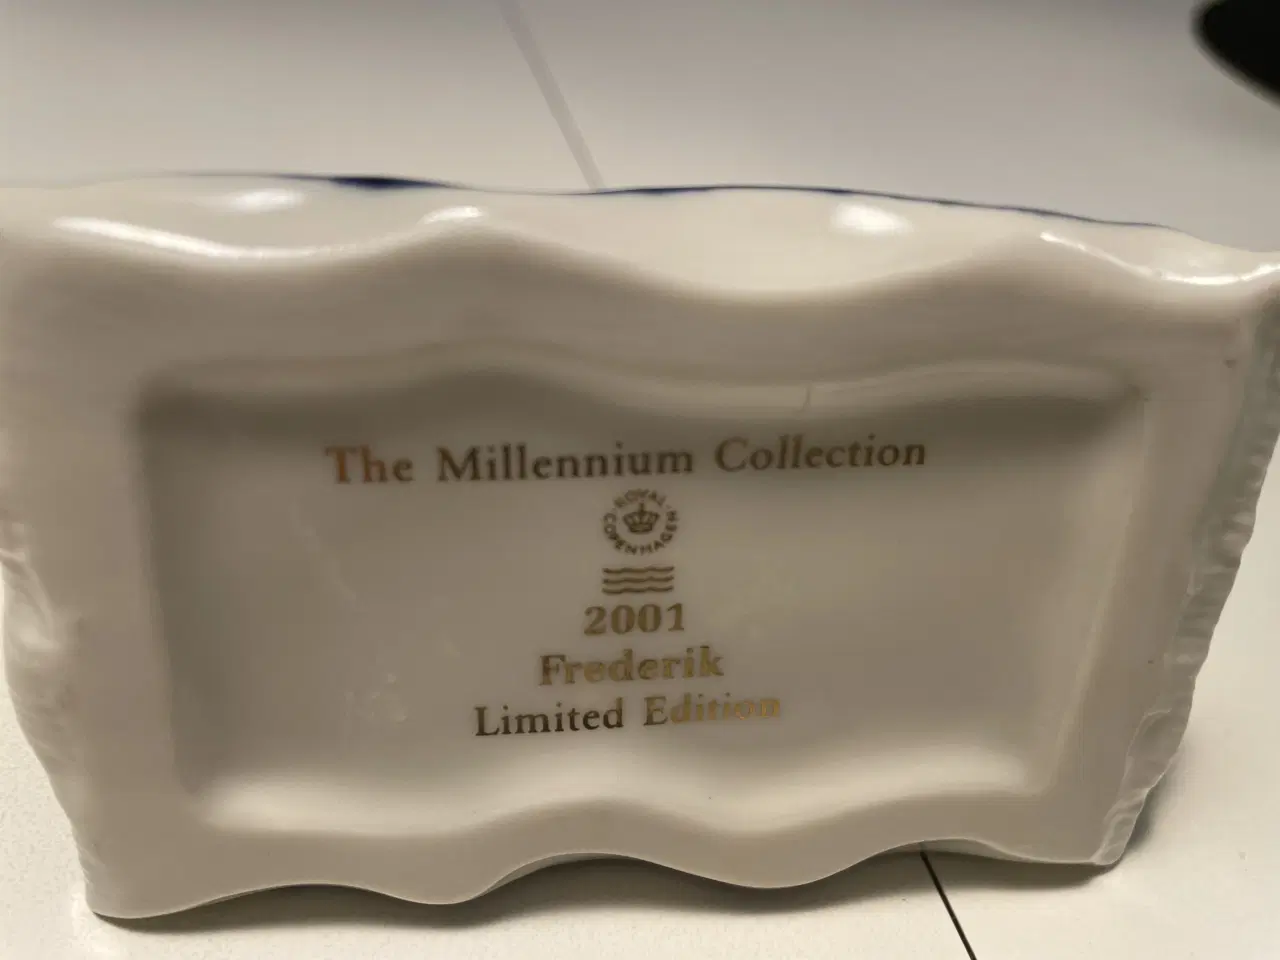 The Millennium Collection
ROYAL COPENHAGEN
2001
Frederik
Limited Edition